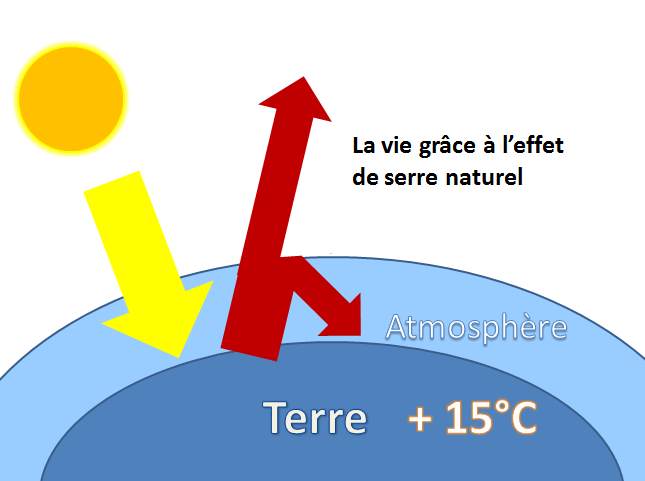 La vie grâce à l’effet
de serre naturel
Atmosphère
Terre + 15°C